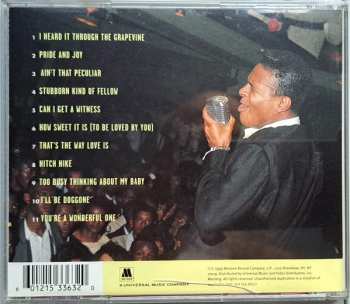 1 I HEARD IT THROUGH THE GRAPEVINE
2 PRIDE AND JOY
3 AIN'T THAT PECULIAR
4 STUBBORN KIND OF FELLOW
5 CAN I GET A WITNESS
6 HOW SWEET IT IS (TO BE LOVED BY YOU)
7 THAT'S THE WAY LOVE IS
8 HITCH HIKE
9 TOO BUSY THINKING ABOUT MY BABY
10 I'LL BE DOGGONE
11 YOU'RE A WONDERFUL ONE
M
A UNIVERSAL MUSIC COMPANY
6 01215 33632 0